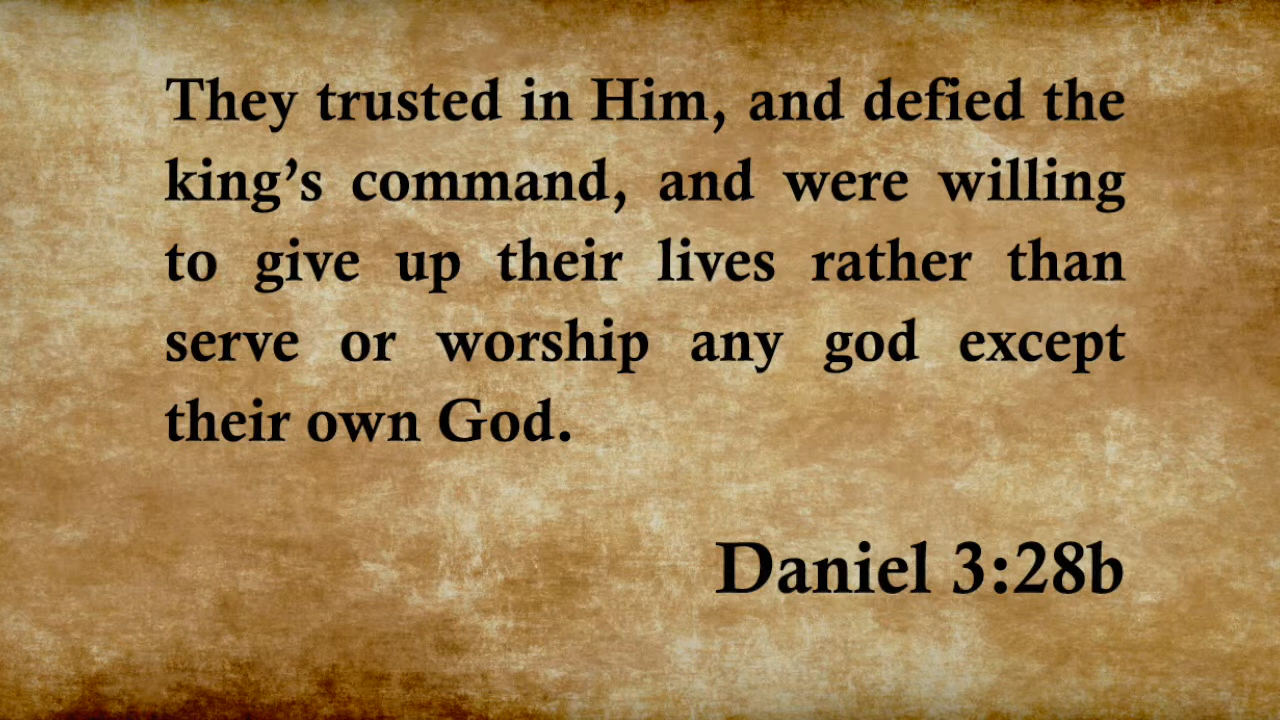 They trusted in Him, and defied the
king’s command, and were willing
to give up their lives rather than
serve or worship any god except
their own God.
Daniel 3:28b